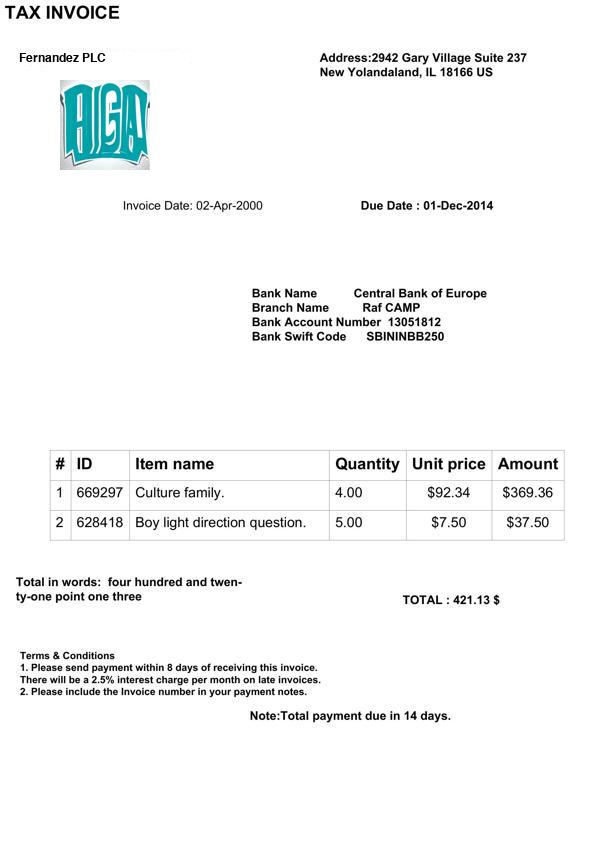 TAX INVOICE
Fernandez PLC
Address:2942 Gary Village Suite 237
New Yolandaland, IL 18166 US
HGA
Invoice Date: 02-Apr-2000
Due Date : 01-Dec-2014
Bank Name Central Bank of Europe
Branch Name Raf CAMP
Bank Account Number 13051812
Bank Swift Code SBININBB250
# ID Item name Quantity Unit price Amount
1 669297 Culture family. 4.00 $92.34 $369.36
2 628418 Boy light direction question. 5.00 $7.50 $37.50
Total in words: four hundred and twen-
ty-one point one three
TOTAL : 421.13 $
Terms & Conditions
1. Please send payment within 8 days of receiving this invoice.
There will be a 2.5% interest charge per month on late invoices.
2. Please include the Invoice number in your payment notes.
Note:Total payment due in 14 days.